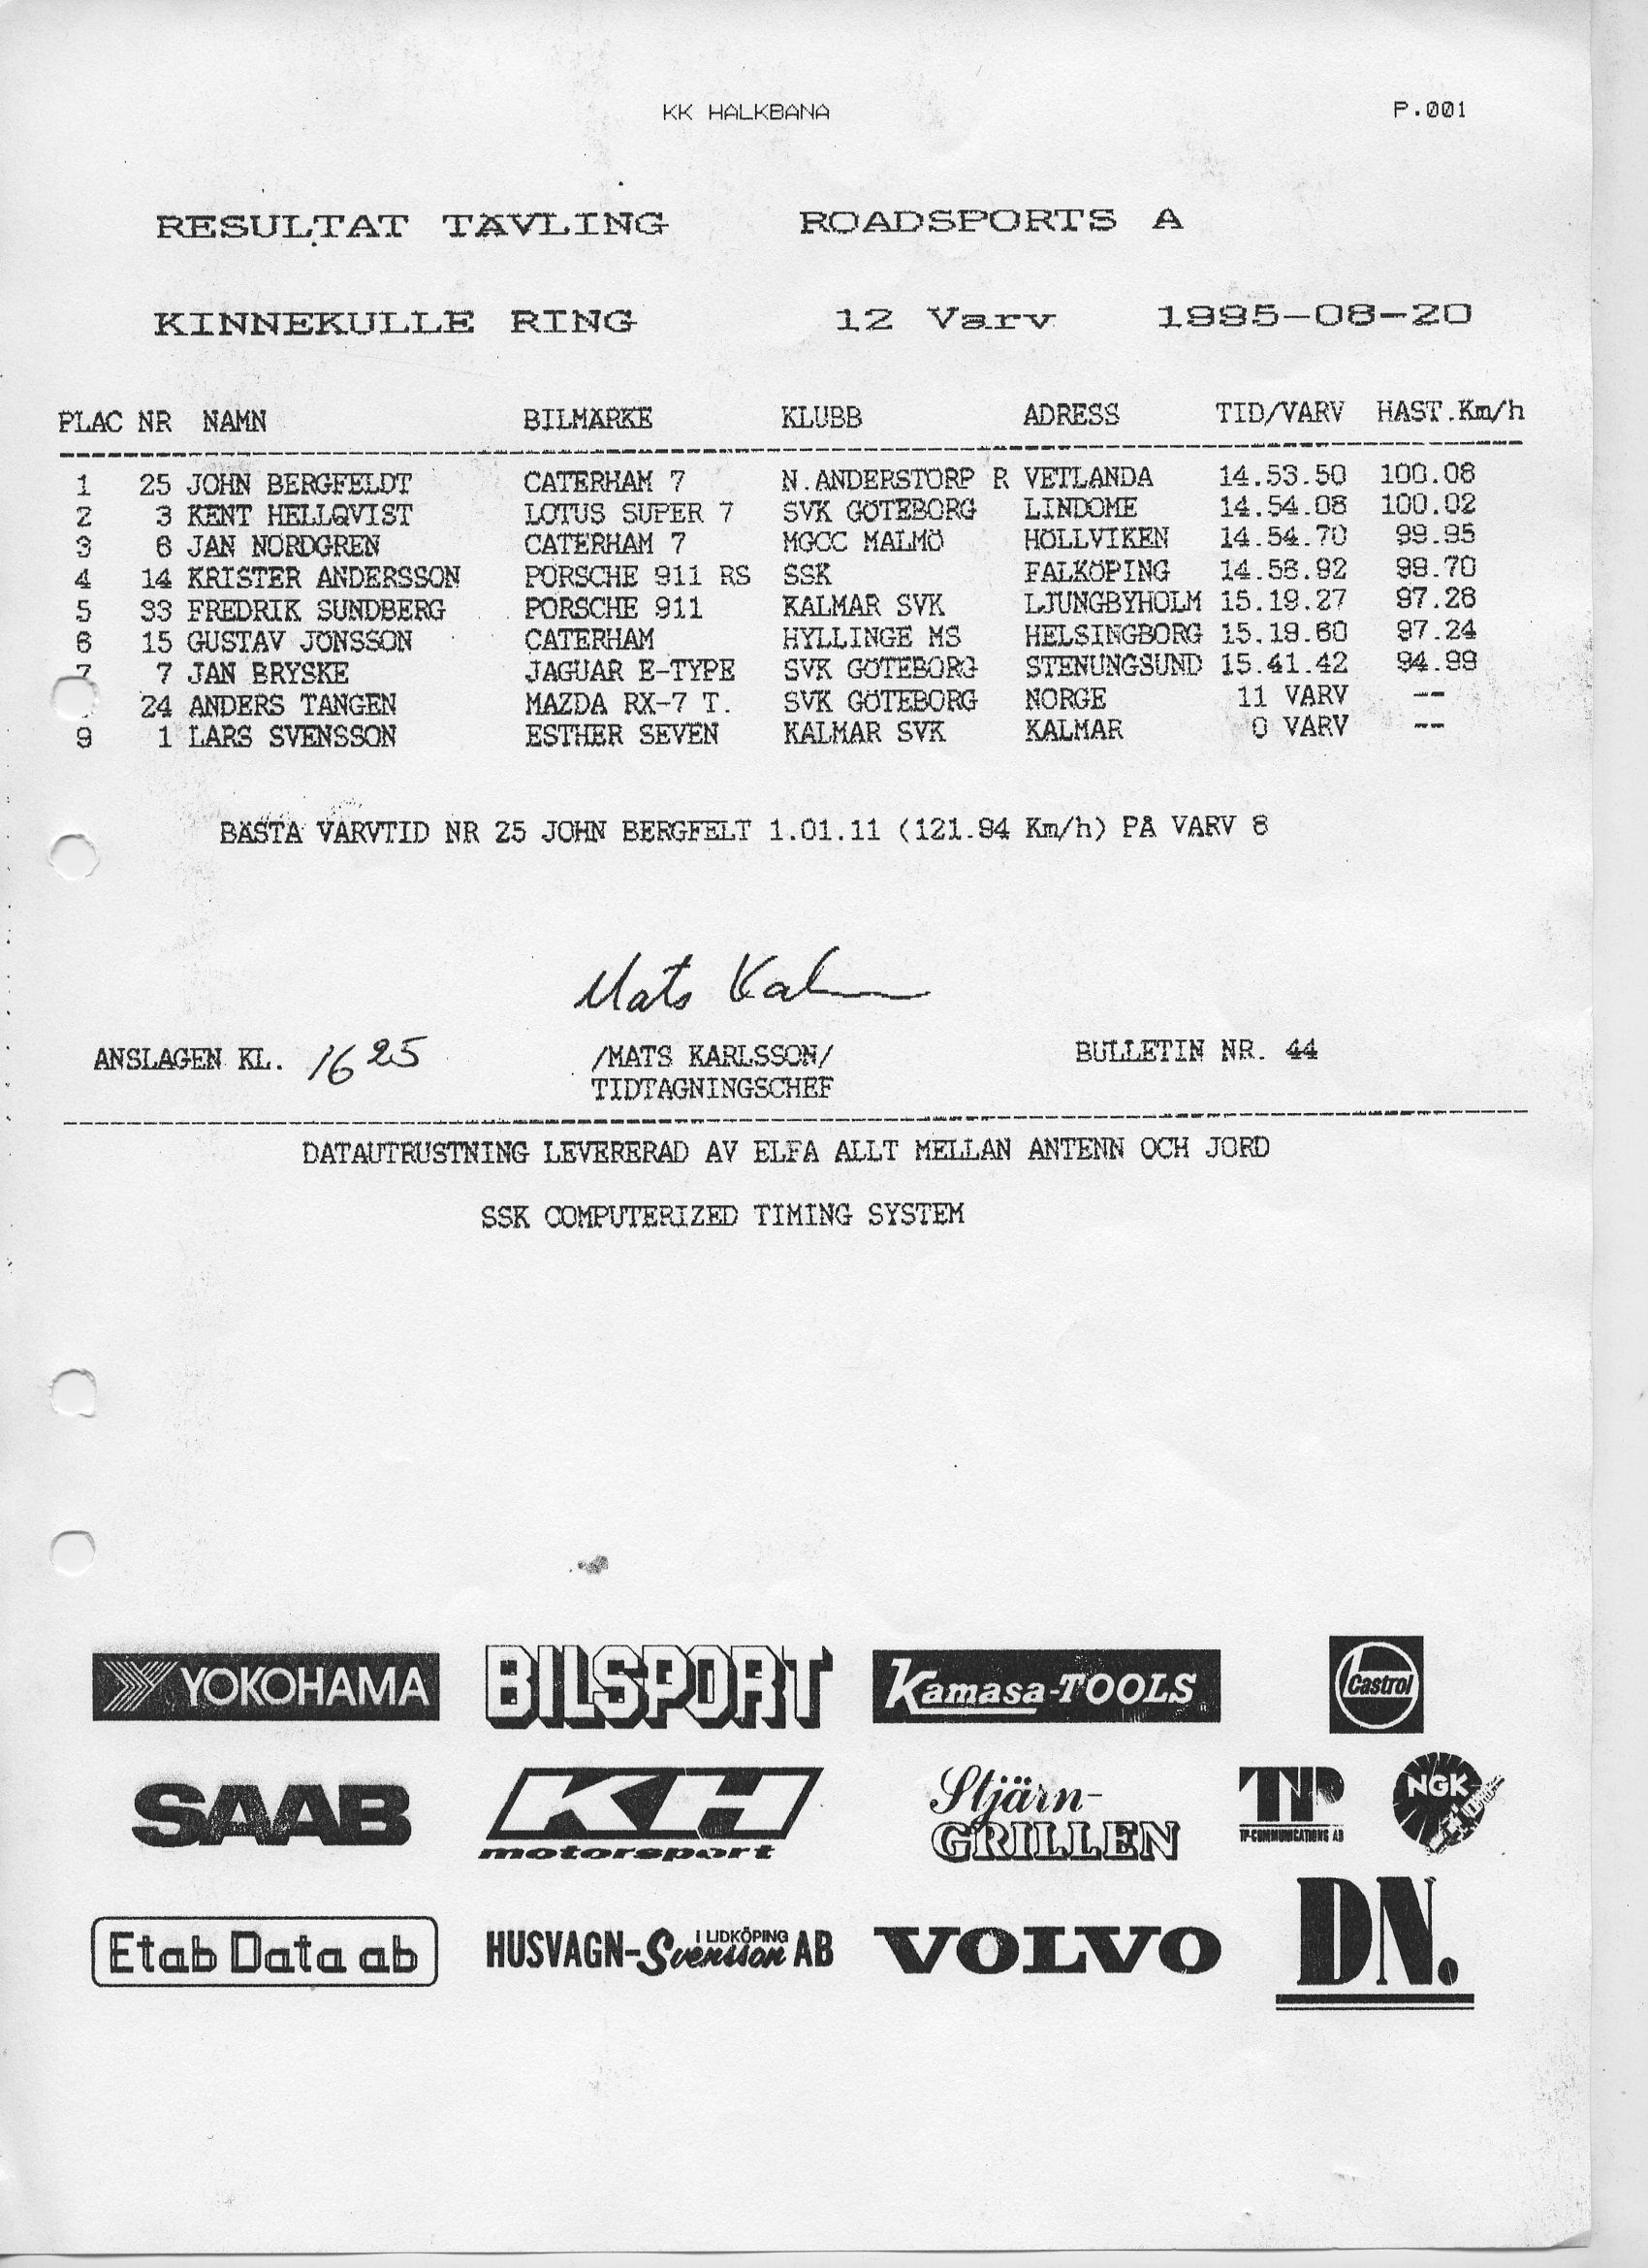 KK HALKBANA P.001
RESULTAT TÄVLING ROADSPORTS A
KINNEKULLE RING 12 Varv 1995-08-20
PLAC NR NAMN BILMÄRKE KLUBB ADRESS TID/VARV HAST.Km/h
1 25 JOHN BERGFELDT CATERHAM 7 N.ANDERSTORP R VETLANDA 14.53.50 100.08
2 3 KENT HELLQVIST LOTUS SUPER 7 SVK GÖTEBORG LINDOME 14.54.08 100.02
3 6 JAN NORDGREN CATERHAM 7 MGCC MALMÖ HÖLLVIKEN 14.54.70 99.95
4 14 KRISTER ANDERSSON PORSCHE 911 RS SSK FALKÖPING 14.56.92 99.70
5 33 FREDRIK SUNDBERG PORSCHE 911 KALMAR SVK LJUNGBYHOLM 15.19.27 97.28
6 15 GUSTAV JÖNSSON CATERHAM HYLLINGE MS HELSINGBORG 15.19.60 97.24
7 7 JAN BRYSKE JAGUAR E-TYPE SVK GÖTEBORG STENUNGSUND 15.41.42 94.99
24 ANDERS TANGEN MAZDA RX-7 T. SVK GÖTEBORG NORGE 11 VARV --
9 1 LARS SVENSSON ESTHER SEVEN KALMAR SVK KALMAR 0 VARV --
BÄSTA VARVTID NR 25 JOHN BERGFELT 1.01.11 (121.94 Km/h) PÅ VARV 8
Mats Karlsson
ANSLAGEN KL. 16 25 /MATS KARLSSON/ BULLETIN NR. 44
TIDTAGNINGSCHEF
DATAUTRUSTNING LEVERERAD AV ELFA ALLT MELLAN ANTENN OCH JORD
SSK COMPUTERIZED TIMING SYSTEM
YOKOHAMA BILSPORT Kamasa-TOOLS Castrol
SAAB KH motorsport Stjärn-GRILLEN TP TP-COMMUNICATIONS AB NGK
Etab Data ab HUSVAGN-Svensson I LIDKÖPING AB VOLVO DN.